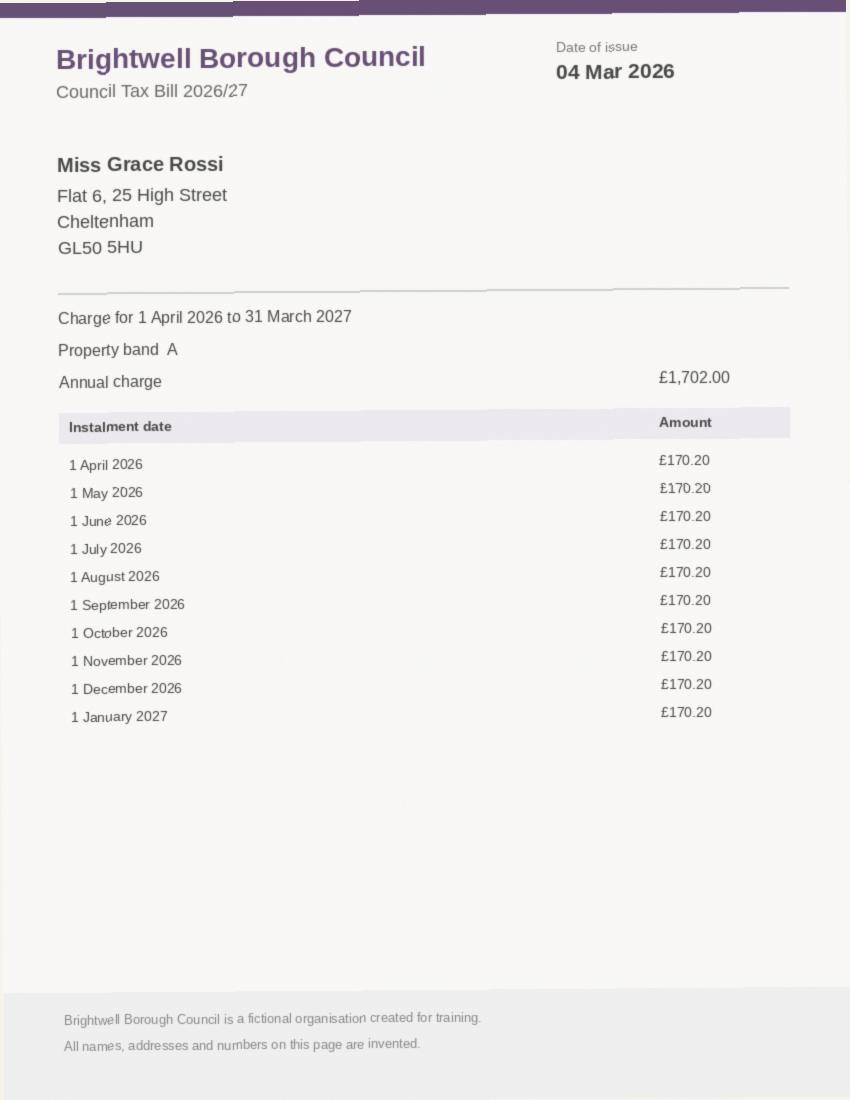 Brightwell Borough Council
Council Tax Bill 2026/27
Date of issue
04 Mar 2026
Miss Grace Rossi
Flat 6, 25 High Street
Cheltenham
GL50 5HU
Charge for 1 April 2026 to 31 March 2027
Property band A
Annual charge £1,702.00
Instalment date Amount
1 April 2026 £170.20
1 May 2026 £170.20
1 June 2026 £170.20
1 July 2026 £170.20
1 August 2026 £170.20
1 September 2026 £170.20
1 October 2026 £170.20
1 November 2026 £170.20
1 December 2026 £170.20
1 January 2027 £170.20
Brightwell Borough Council is a fictional organisation created for training.
All names, addresses and numbers on this page are invented.